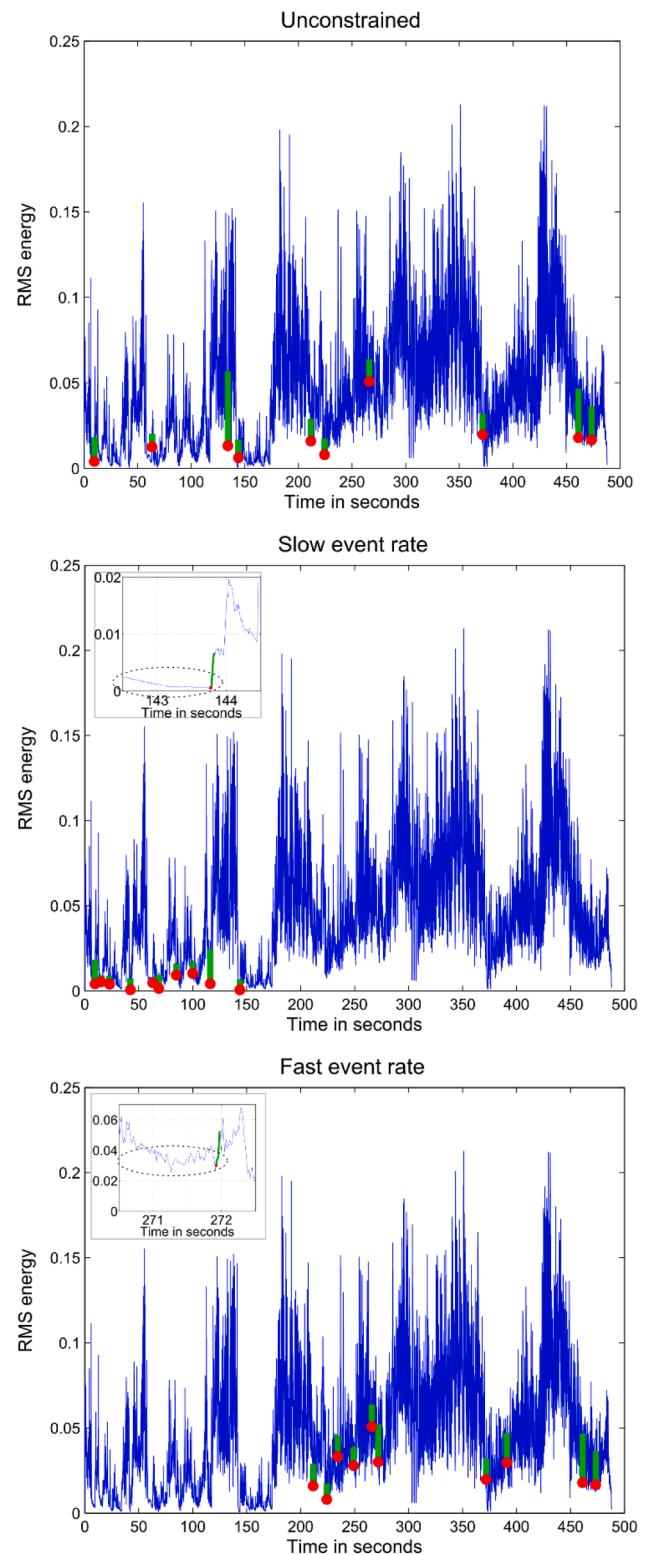 Unconstrained
0.25
0.2
0.15
0.1
0.05
0
RMS energy
0 50 100 150 200 250 300 350 400 450 500
Time in seconds
Slow event rate
0.25
0.2
0.15
0.1
0.05
0
RMS energy
0.02
0.01
0
143 144
Time in seconds
0 50 100 150 200 250 300 350 400 450 500
Time in seconds
Fast event rate
0.25
0.2
0.15
0.1
0.05
0
RMS energy
0.06
0.04
0.02
0
271 272
Time in seconds
0 50 100 150 200 250 300 350 400 450 500
Time in seconds